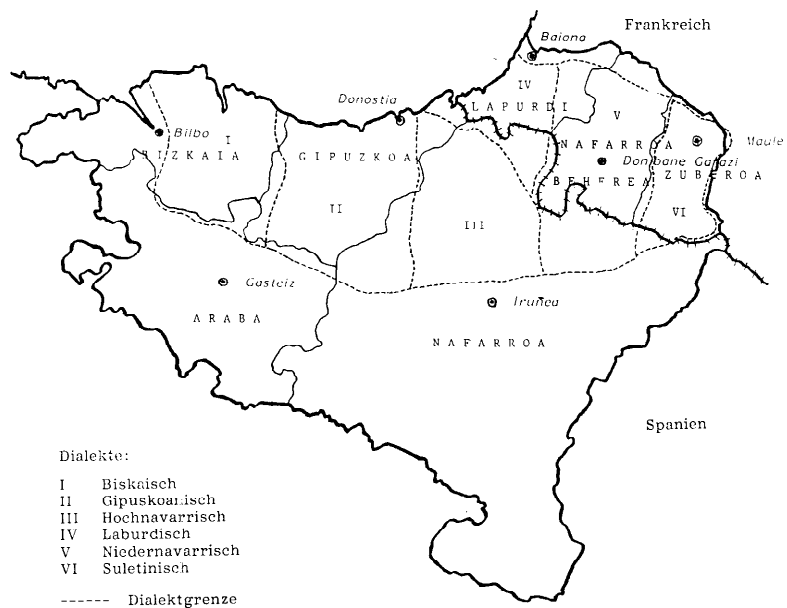 Frankreich
Baiona
IV
LAPURDI
Donostia
V
Bilbo
I
BIZKAIA
GIPUZKOA
NAFARROA
BEHEREA
Donibane Garazi
Maule
ZUBEROA
II
III
VI
Gasteiz
ARABA
Iruñea
NAFARROA
Spanien
Dialekte:
I Biskaisch
II Gipuskoanisch
III Hochnavarrisch
IV Laburdisch
V Niedernavarrisch
VI Suletinisch
------ Dialektgrenze